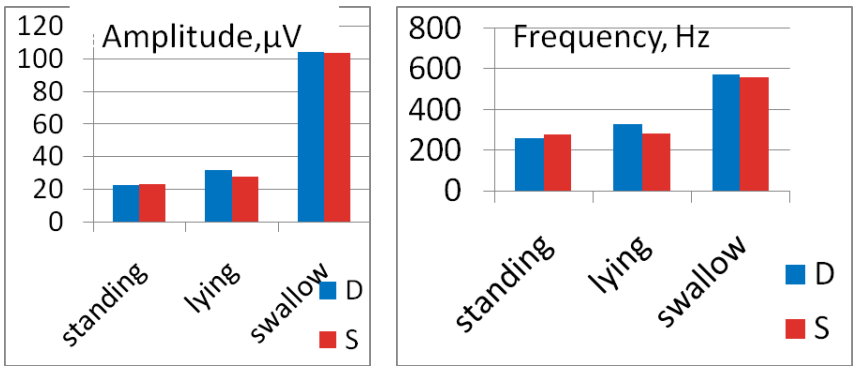 Amplitude,µV
120
100
80
60
40
20
0
standing
lying
swallow
D
S
Frequency, Hz
800
600
400
200
0
standing
lying
swallow
D
S